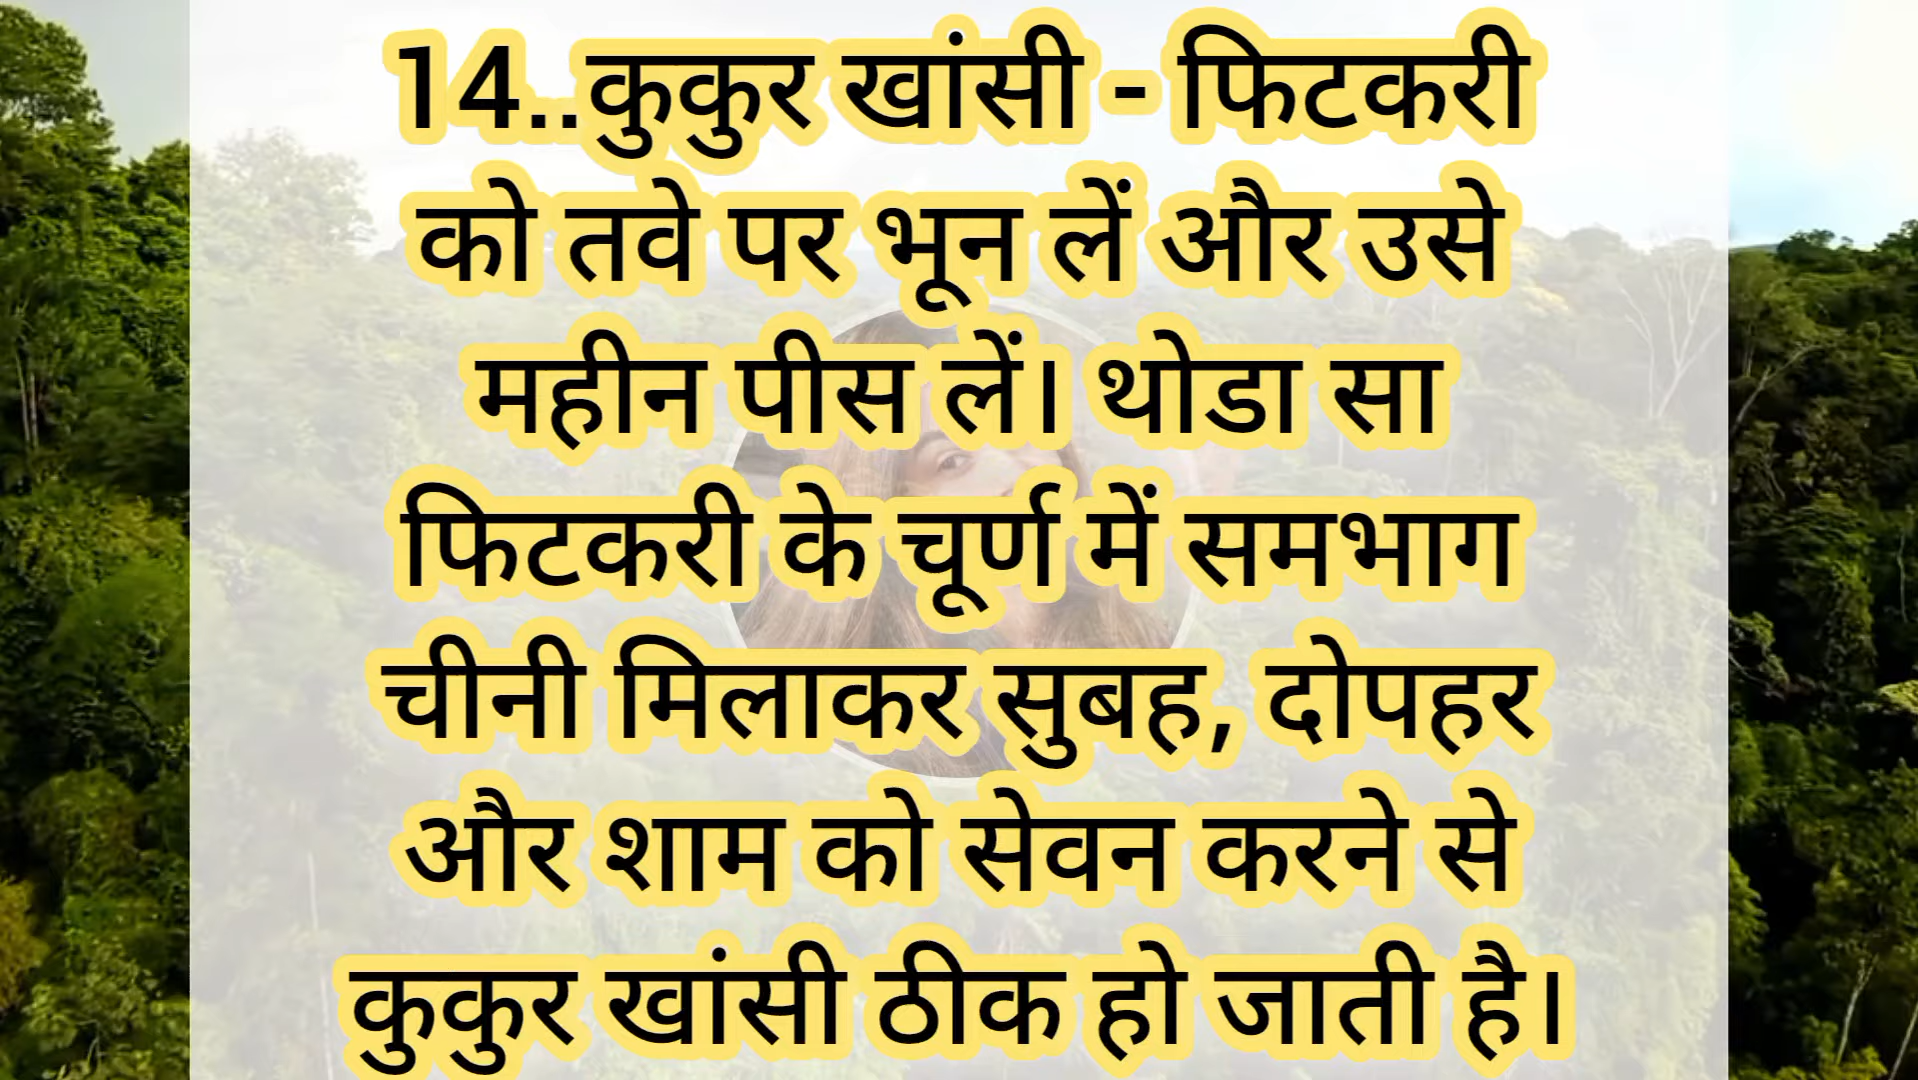 14..कुकुर खांसी - फिटकरी
को तवे पर भून लें और उसे
महीन पीस लें। थोडा सा
फिटकरी के चूर्ण में समभाग
चीनी मिलाकर सुबह, दोपहर
और शाम को सेवन करने से
कुकुर खांसी ठीक हो जाती है।